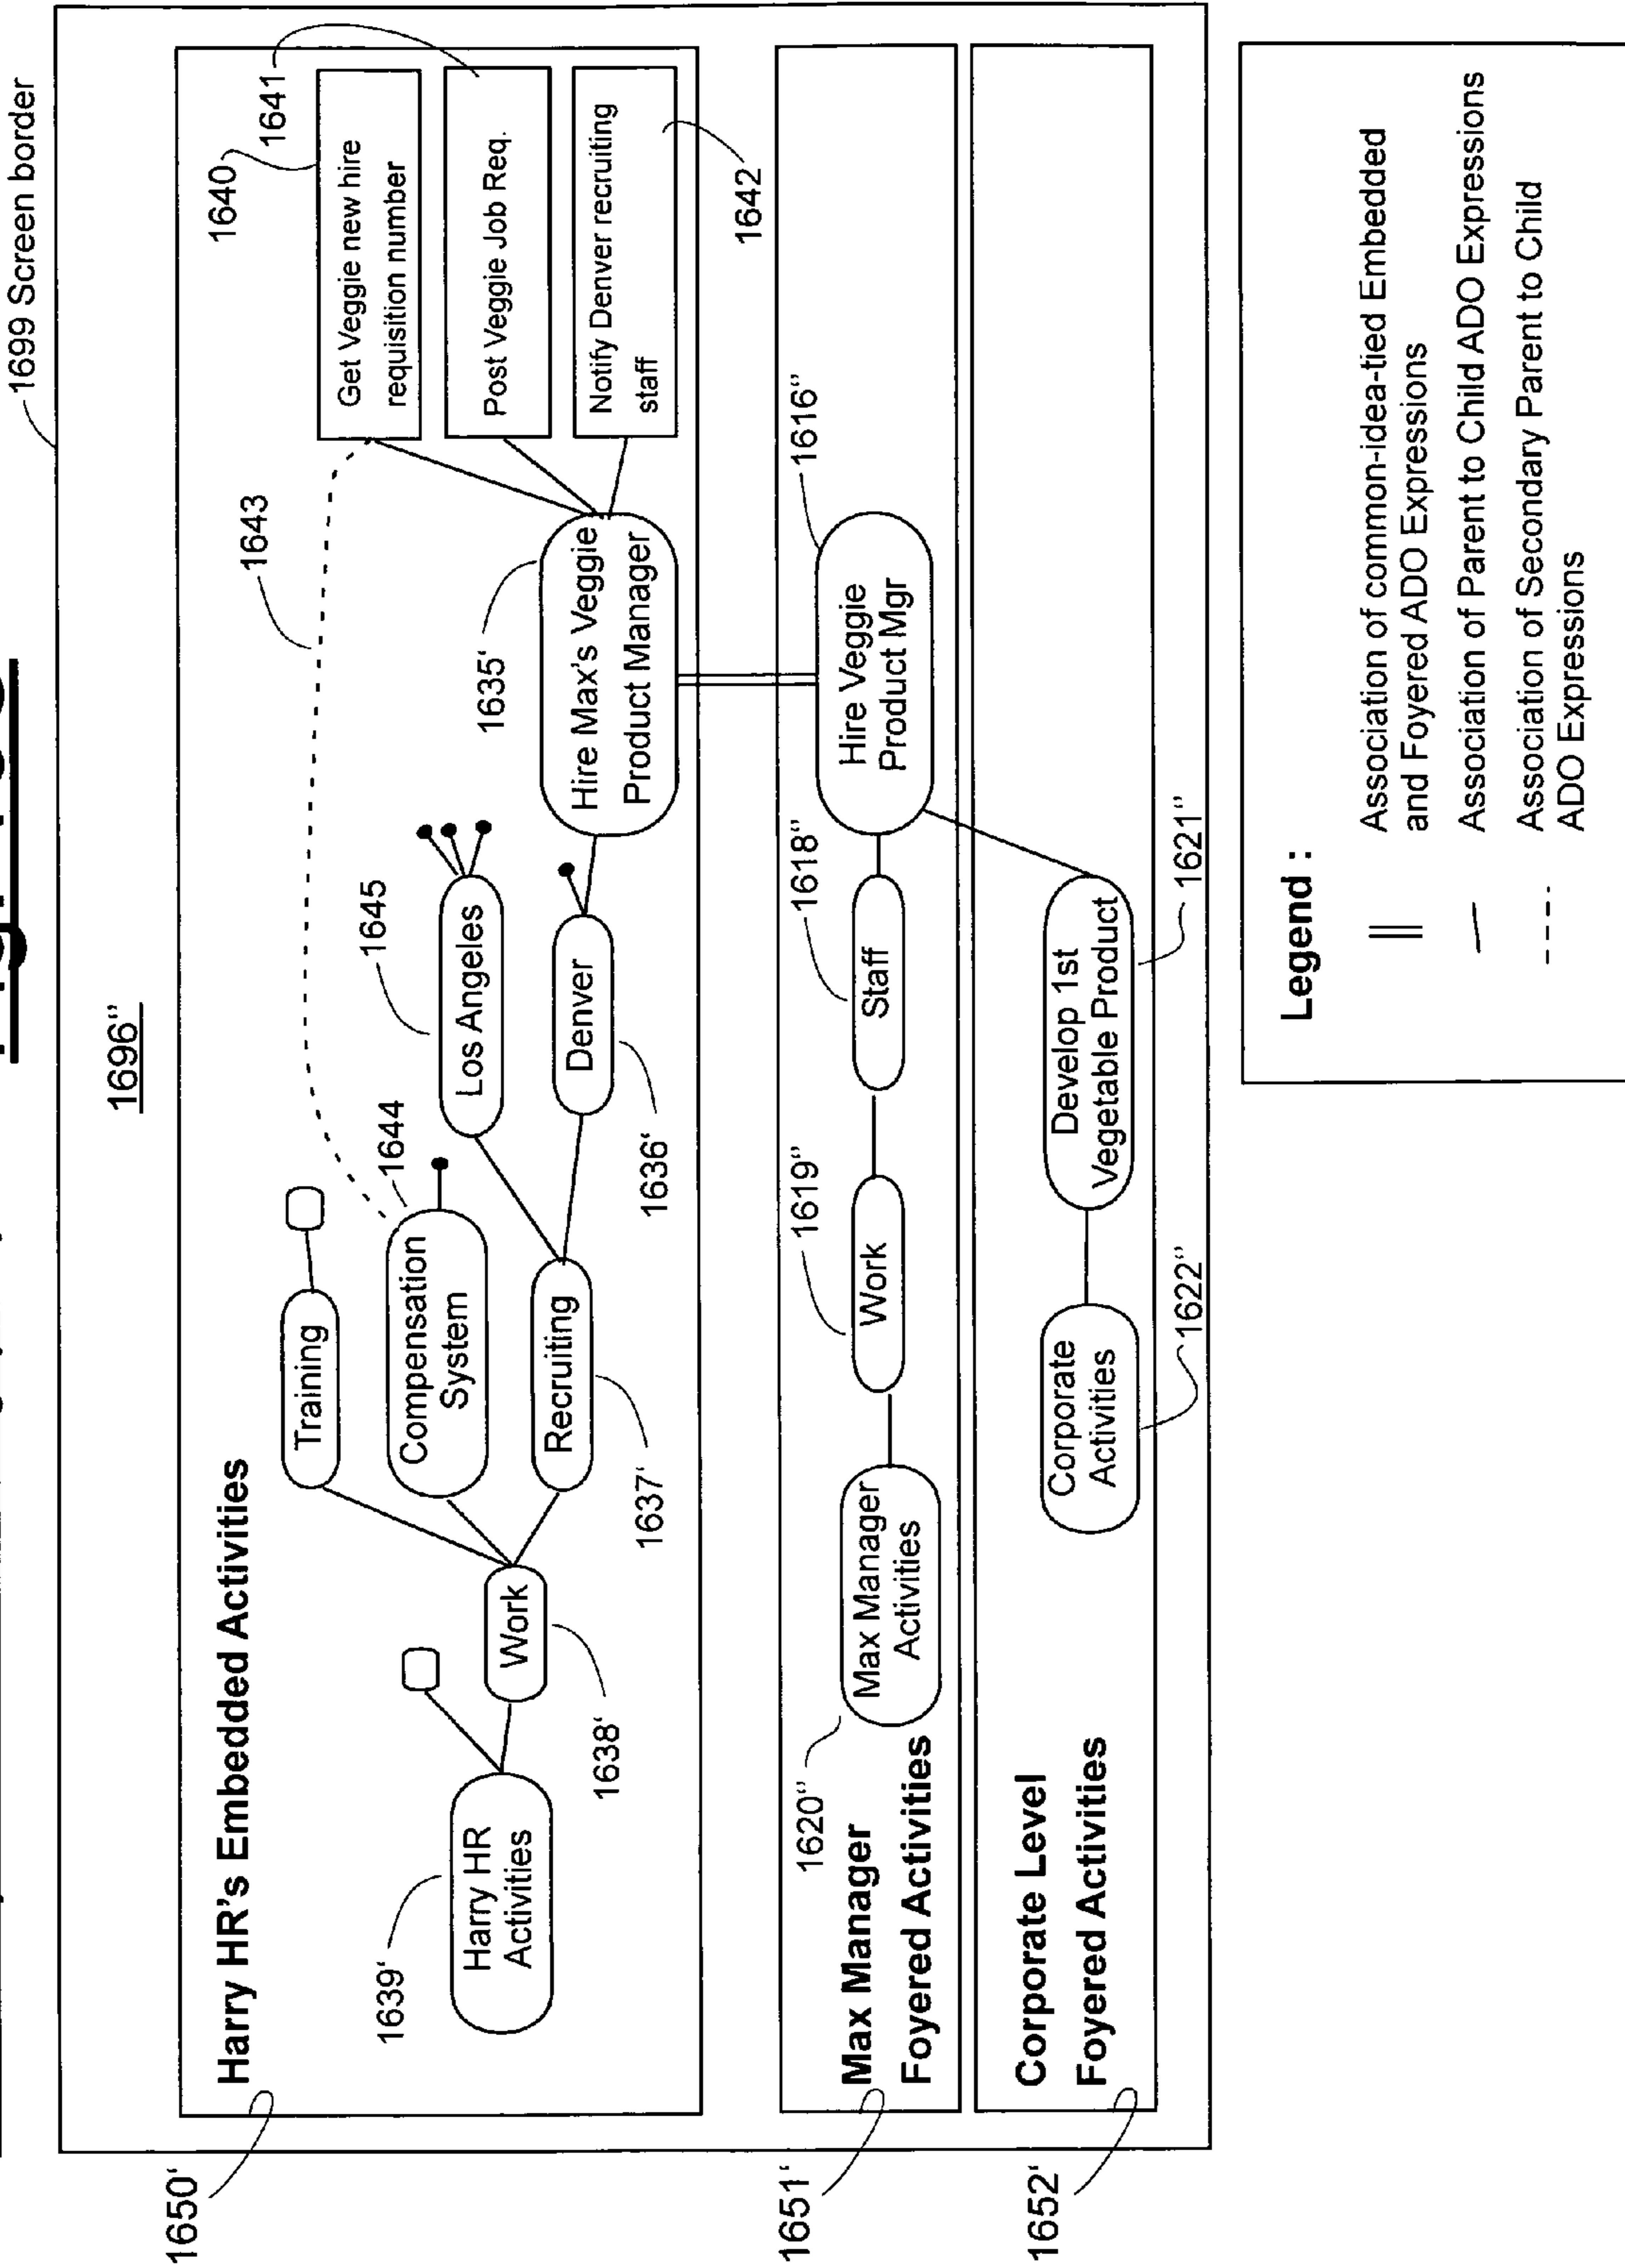 1699 Screen border
1696"
1650'
Harry HR's Embedded Activities
1639'
Harry HR
Activities
1638'
Work
Training
Compensation
System
1644
Recruiting
1637'
Los Angeles
1645
Denver
1636'
1643
Hire Max's Veggie
Product Manager
1635'
1640
Get Veggie new hire
requisition number
1641
Post Veggie Job Req.
Notify Denver recruiting
staff
1642
1651'
Max Manager
Foyered Activities
1620"
Max Manager
Activities
1619"
Work
1618"
Staff
1616"
Hire Veggie
Product Mgr
1652'
Corporate Level
Foyered Activities
Corporate
Activities
1622"
Develop 1st
Vegetable Product
1621"
Legend :
Association of common-idea-tied Embedded
and Foyered ADO Expressions
Association of Parent to Child ADO Expressions
Association of Secondary Parent to Child
ADO Expressions